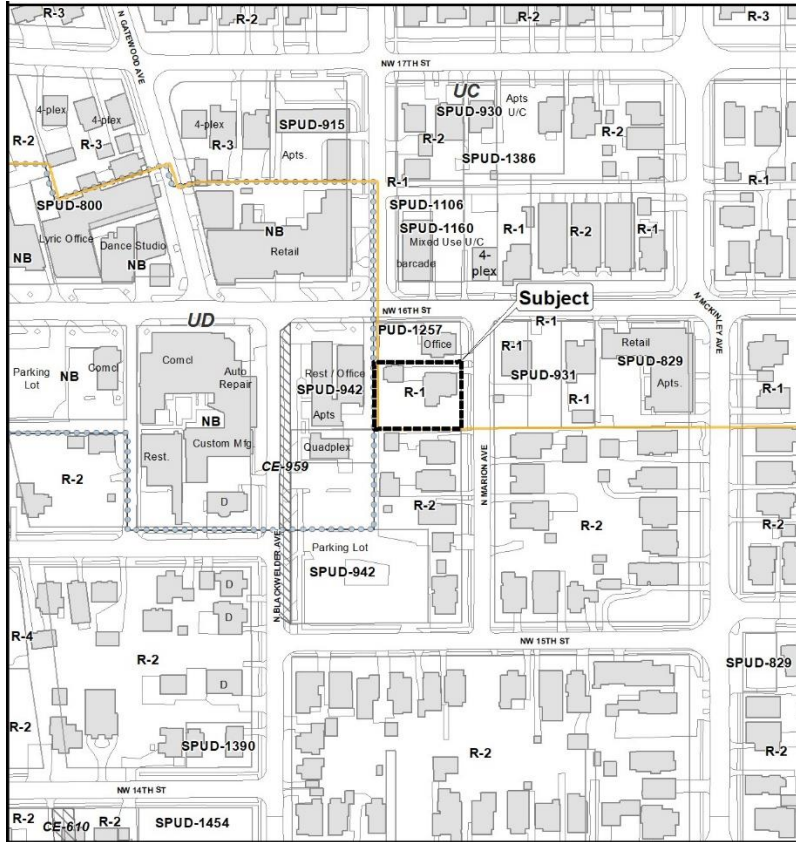 R-3
R-2
R-3
N GATEWOOD AVE
NW 17TH ST
UC
4-plex
4-plex
R-2
R-3
4-plex
R-3
SPUD-915
Apts.
SPUD-930
Apts
U/C
R-2
R-2
SPUD-1386
R-1
R-1
SPUD-800
Lyric Office
Dance Studio
NB
NB
NB
Retail
SPUD-1106
SPUD-1160
Mixed Use U/C
barcade
4-
plex
R-1
R-2
R-1
N MCKINLEY AVE
Subject
NW 16TH ST
UD
PUD-1257
Office
R-1
Parking
Lot
NB
Comcl
Comcl
Auto
Repair
NB
Rest.
Custom Mfg.
D
Rest / Office
SPUD-942
Apts
Quadplex
R-1
R-1
SPUD-931
R-1
Retail
SPUD-829
Apts.
R-1
CE-959
R-2
N MARION AVE
R-2
R-2
R-2
N BLACKWELDER AVE
Parking Lot
SPUD-942
NW 15TH ST
R-4
R-2
D
D
D
R-2
SPUD-1390
R-2
SPUD-829
R-2
NW 14TH ST
R-2
CE-610
R-2
SPUD-1454